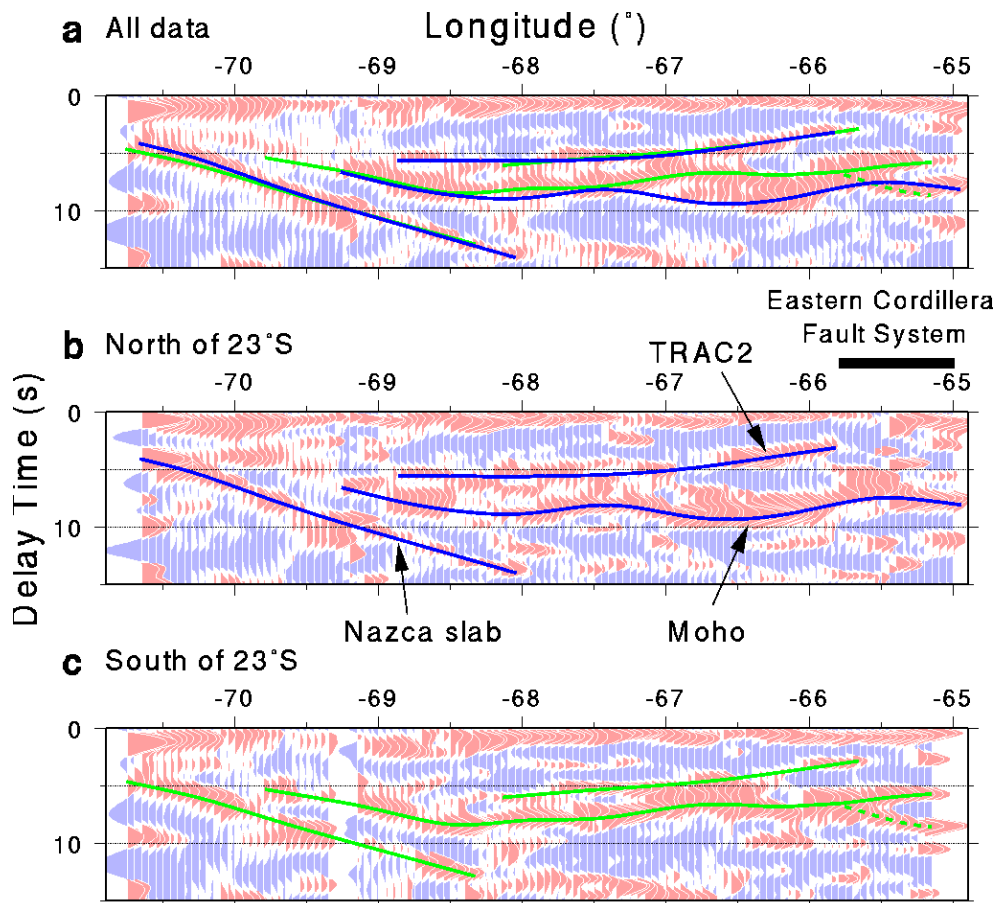 a All data Longitude (°)
-70 -69 -68 -67 -66 -65
0
10
Eastern Cordillera
Fault System
b North of 23°S TRAC2
-70 -69 -68 -67 -66 -65
0
10
Delay Time (s)
Nazca slab Moho
c South of 23°S
-70 -69 -68 -67 -66 -65
0
10